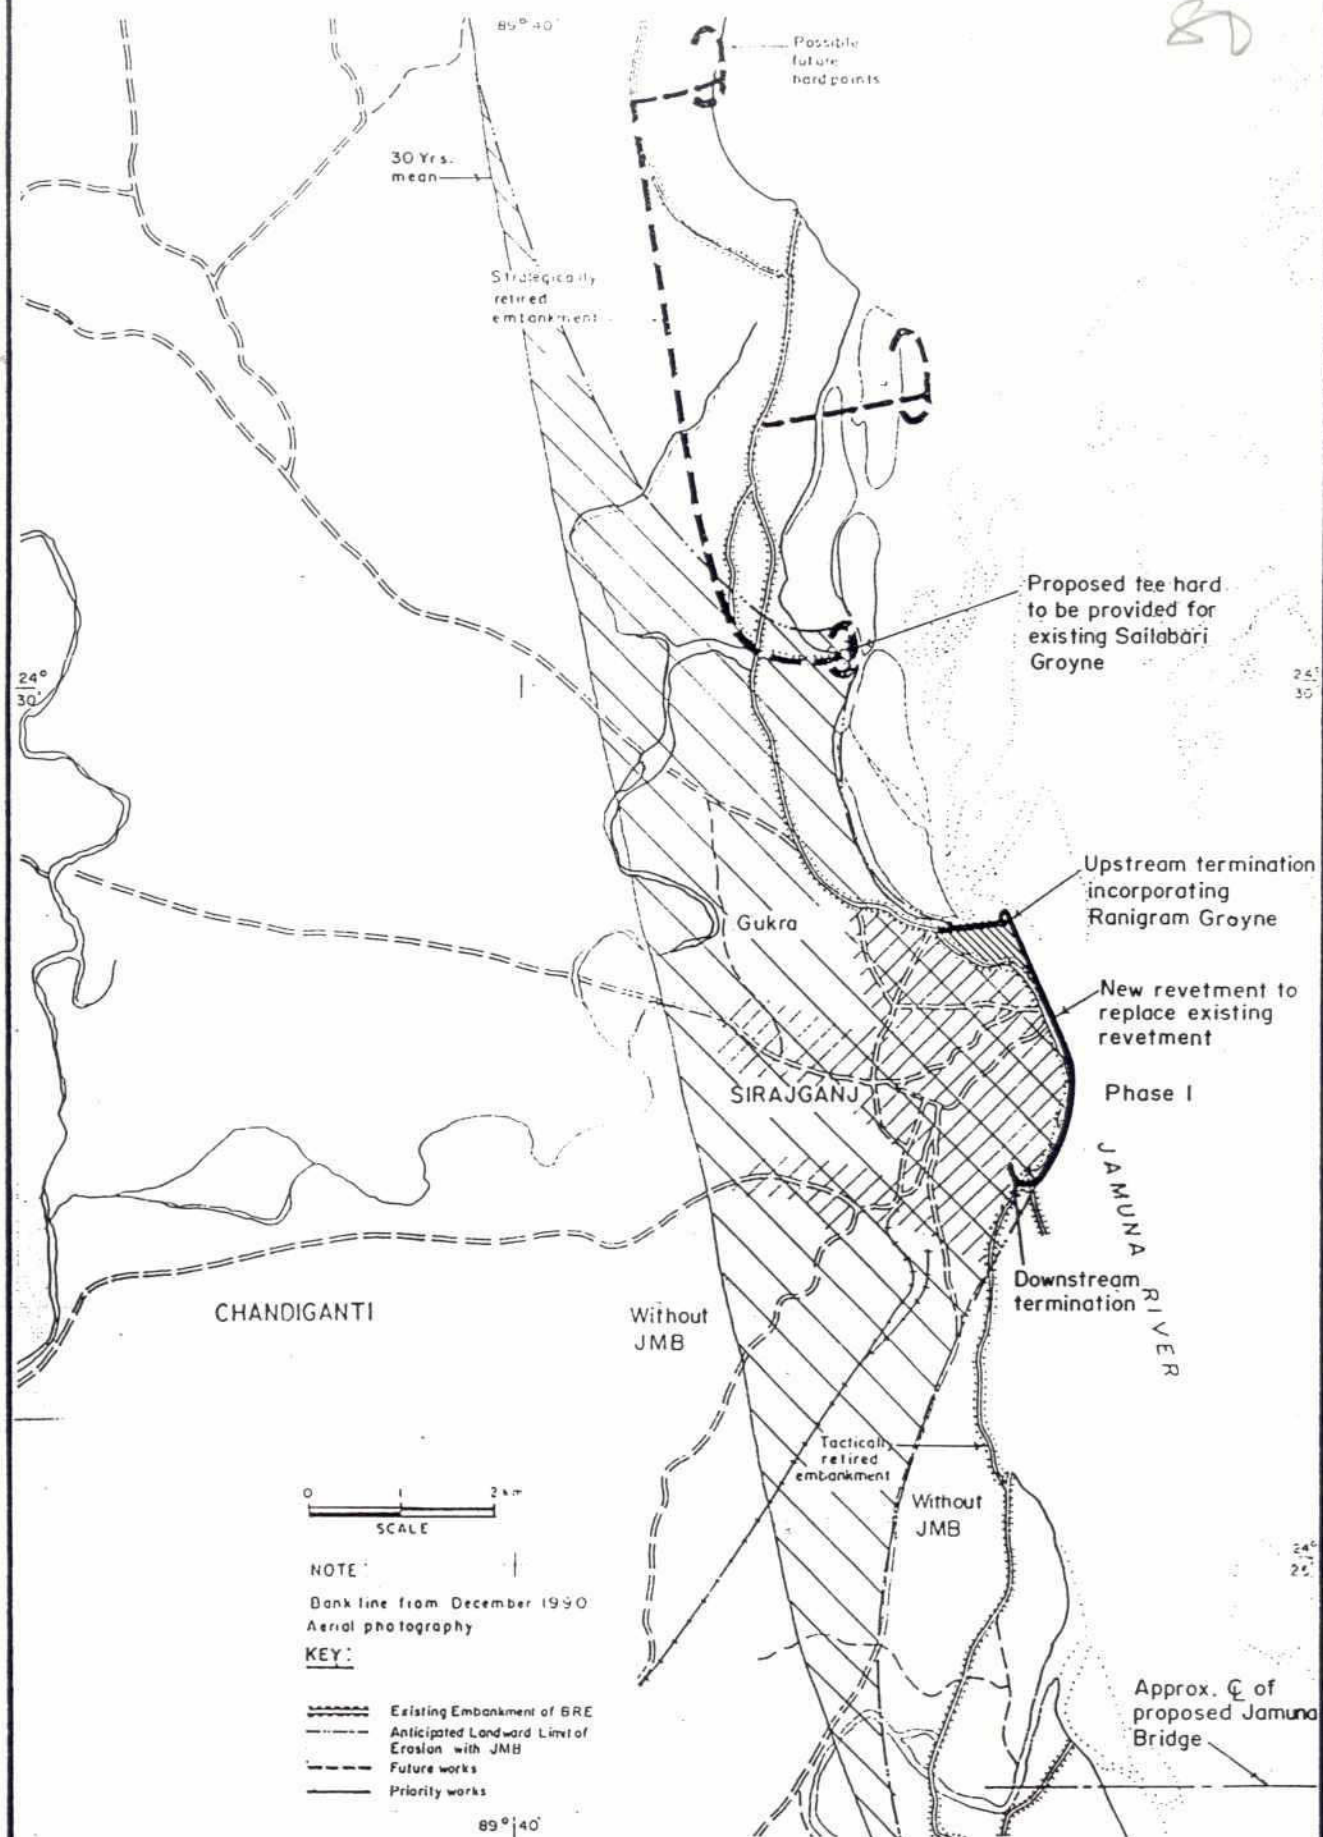 89° 40'
80
Possible
future
hard points
30 Yrs.
mean
Strategically
retired
embankment
Proposed tee hard
to be provided for
existing Sailabari
Groyne
24°
30'
24°
30'
Upstream termination
incorporating
Ranigram Groyne
Gukra
New revetment to
replace existing
revetment
SIRAJGANJ
Phase I
JAMUNA RIVER
Downstream
termination
CHANDIGANTI
Without
JMB
Tactically
retired
embankment
Without
JMB
0 1 2 km
SCALE
24°
25'
NOTE:
Bank line from December 1990
Aerial photography
KEY:
Existing Embankment of BRE
Anticipated Landward Limit of
Erosion with JMB
Future works
Priority works
Approx. ℄ of
proposed Jamuna
Bridge
89° 40'